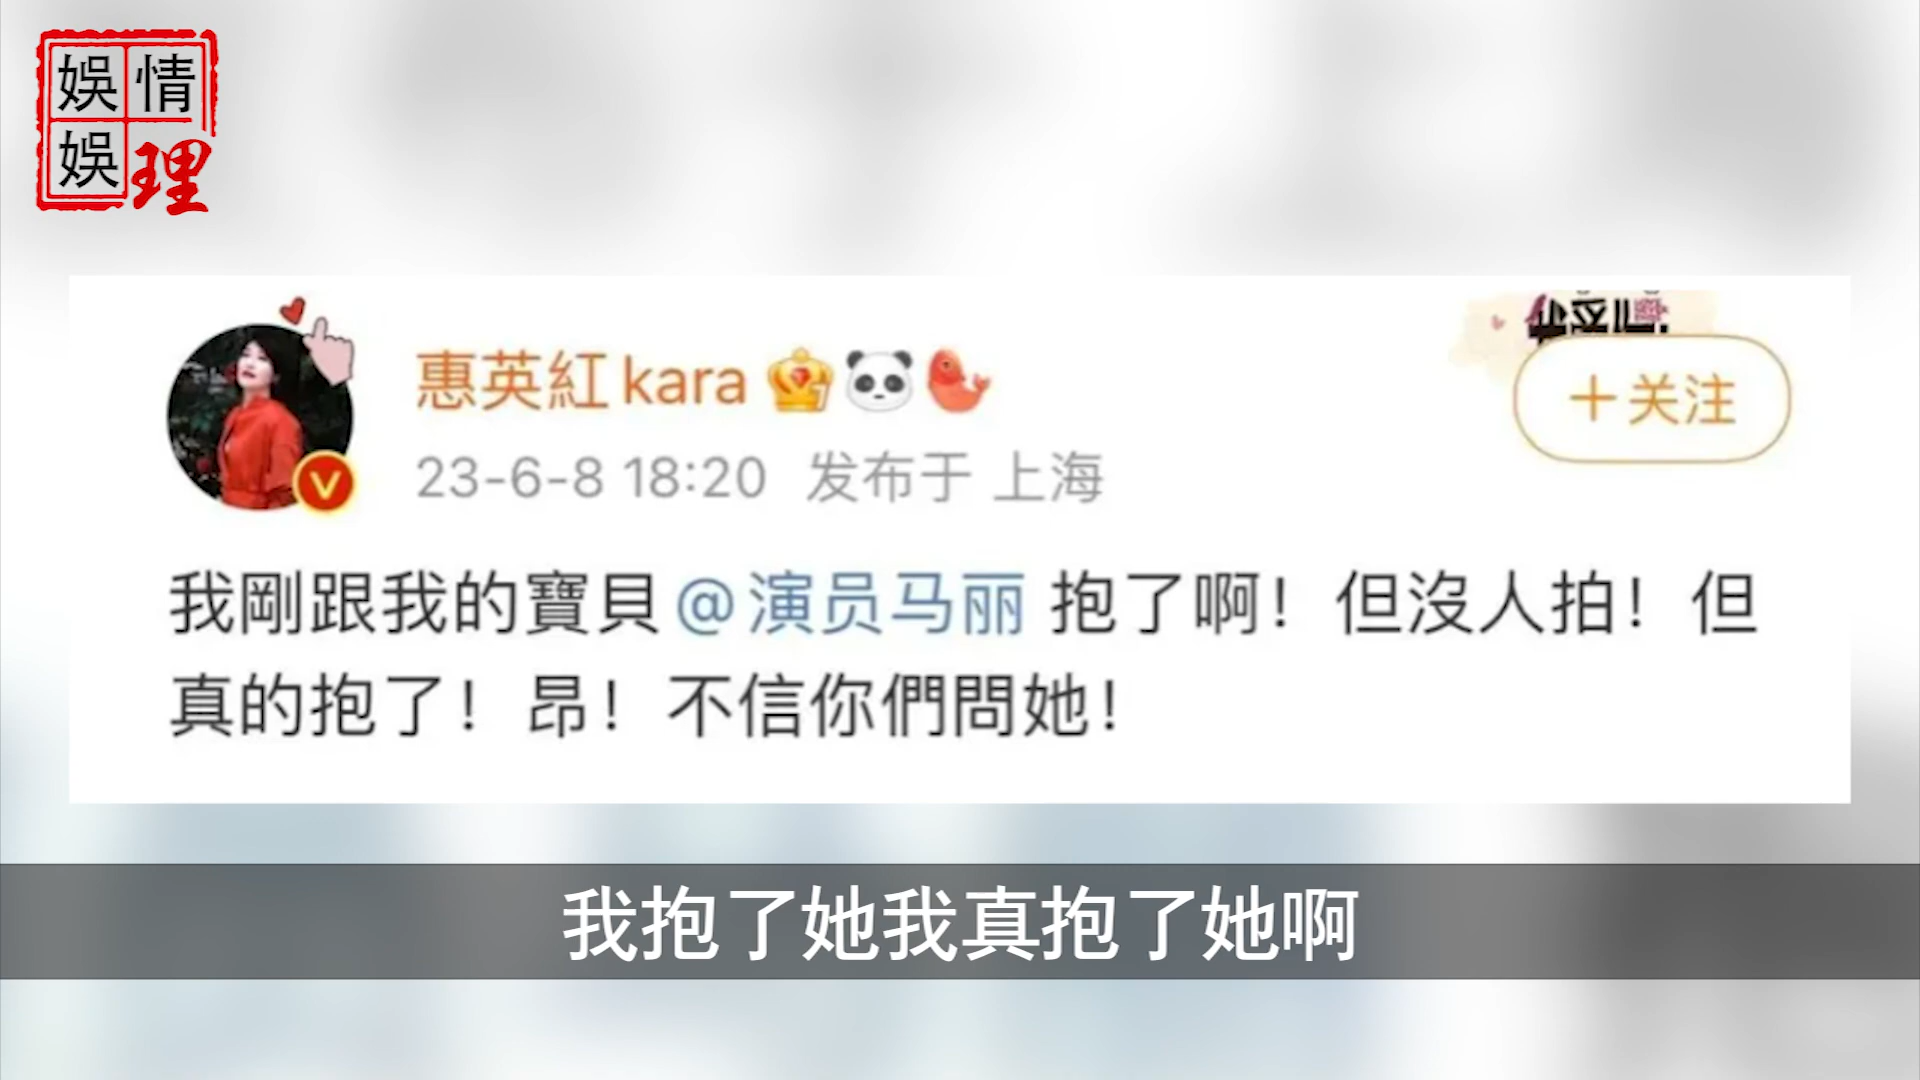 娛情
娛理
惠英紅kara
23-6-8 18:20 发布于 上海
＋关注
我剛跟我的寶貝@演员马丽 抱了啊！但沒人拍！但
真的抱了！昂！不信你們問她！
我抱了她我真抱了她啊